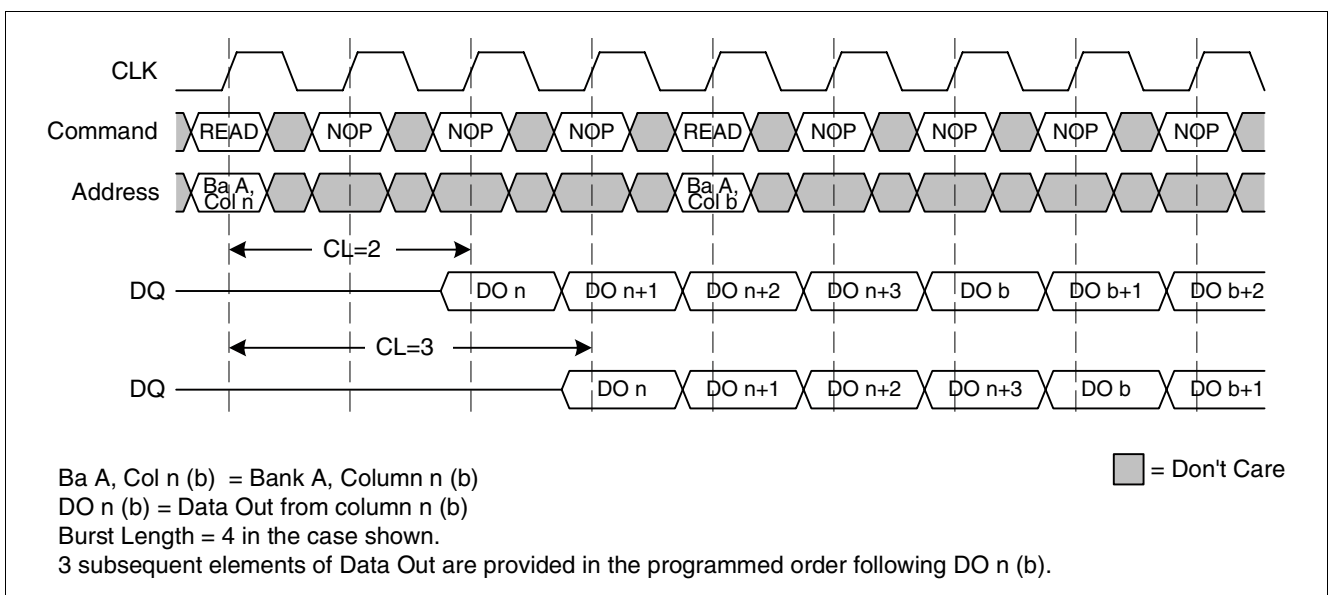 CLK
Command READ NOP NOP NOP READ NOP NOP NOP NOP
Address Ba A, Col n Ba A, Col b
CL=2
DQ DO n DO n+1 DO n+2 DO n+3 DO b DO b+1 DO b+2
CL=3
DQ DO n DO n+1 DO n+2 DO n+3 DO b DO b+1
Ba A, Col n (b) = Bank A, Column n (b)
= Don't Care
DO n (b) = Data Out from column n (b)
Burst Length = 4 in the case shown.
3 subsequent elements of Data Out are provided in the programmed order following DO n (b).